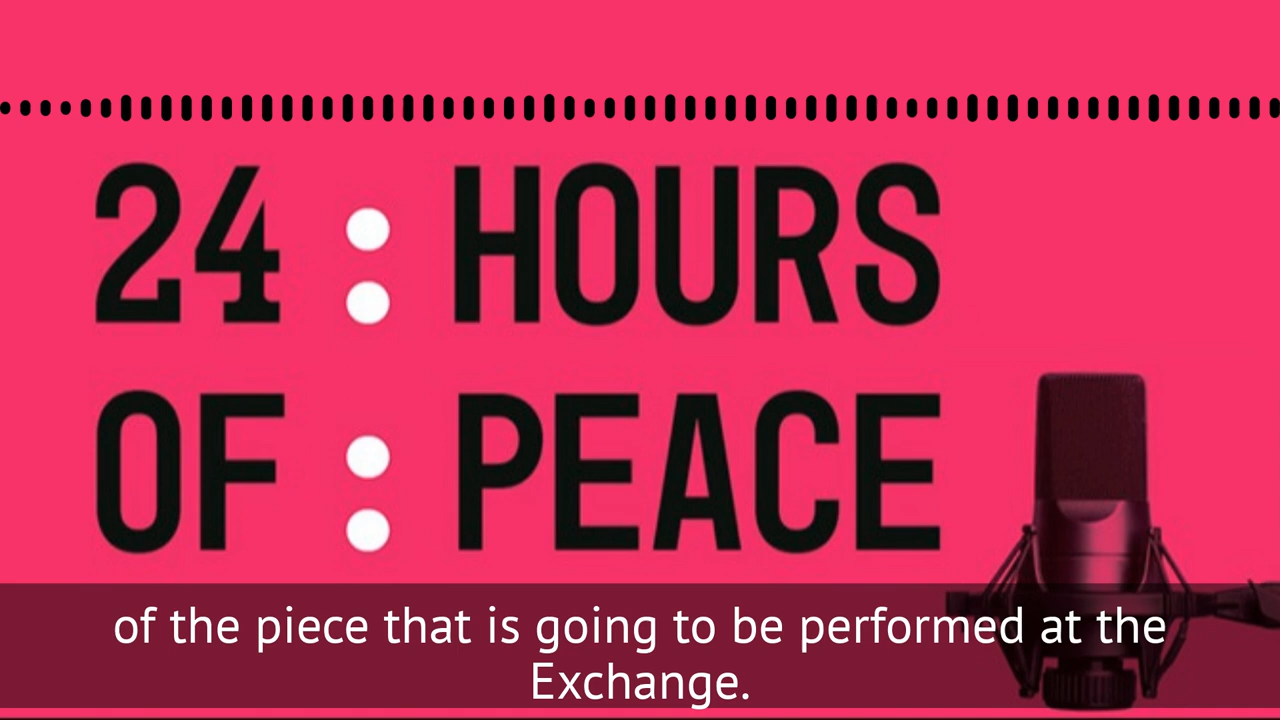 24 : HOURS
OF : PEACE
of the piece that is going to be performed at the
Exchange.